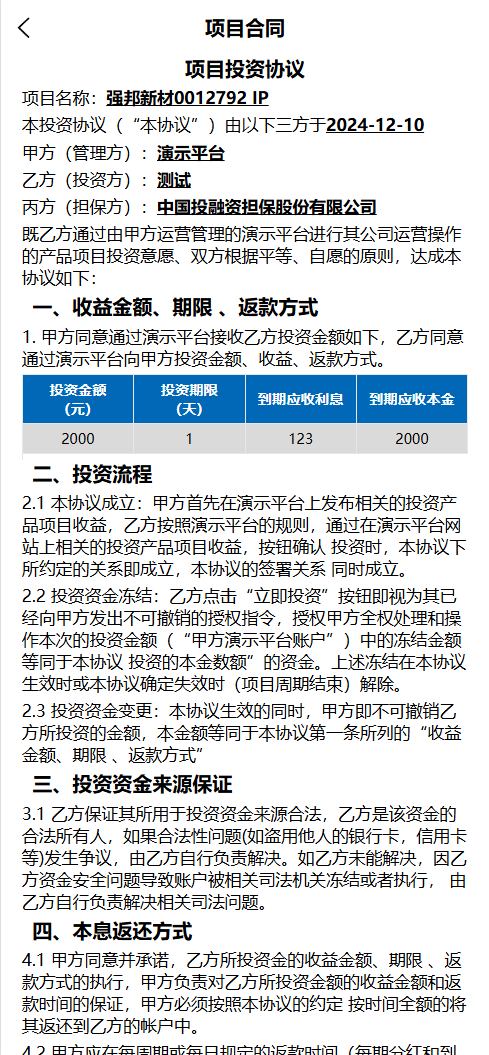 项目合同
项目投资协议
项目名称：强邦新材0012792 IP
本投资协议（“本协议”）由以下三方于2024-12-10
甲方（管理方）：演示平台
乙方（投资方）：测试
丙方（担保方）：中国投融资担保股份有限公司
既乙方通过由甲方运营管理的演示平台进行其公司运营操作
的产品项目投资意愿、双方根据平等、自愿的原则，达成本
协议如下:
一、收益金额、期限 、返款方式
1. 甲方同意通过演示平台接收乙方投资金额如下，乙方同意
通过演示平台向甲方投资金额、收益、返款方式。
投资金额 投资期限 到期应收利息 到期应收本金
(元) (天)
2000 1 123 2000
二、投资流程
2.1 本协议成立：甲方首先在演示平台上发布相关的投资产
品项目收益，乙方按照演示平台的规则，通过在演示平台网
站上相关的投资产品项目收益，按钮确认 投资时，本协议下
所约定的关系即成立，本协议的签署关系 同时成立。
2.2 投资资金冻结：乙方点击“立即投资”按钮即视为其已
经向甲方发出不可撤销的授权指令，授权甲方全权处理和操
作本次的投资金额（“甲方演示平台账户”）中的冻结金额
等同于本协议 投资的本金数额”的资金。上述冻结在本协议
生效时或本协议确定失效时（项目周期结束）解除。
2.3 投资资金变更：本协议生效的同时，甲方即不可撤销乙
方所投资的金额，本金额等同于本协议第一条所列的“收益
金额、期限 、返款方式”
三、投资资金来源保证
3.1 乙方保证其所用于投资资金来源合法，乙方是该资金的
合法所有人，如果合法性问题(如盗用他人的银行卡，信用卡
等)发生争议，由乙方自行负责解决。如乙方未能解决，因乙
方资金安全问题导致账户被相关司法机关冻结或者执行， 由
乙方自行负责解决相关司法问题。
四、本息返还方式
4.1 甲方同意并承诺，乙方所投资金的收益金额、期限 、返
款方式的执行，甲方负责对乙方所投资金额的收益金额和返
款时间的保证，甲方必须按照本协议的约定 按时间全额的将
其返还到乙方的帐户中。
4.2 甲方应在每周期或每日规定的返款时间（每期分红和到